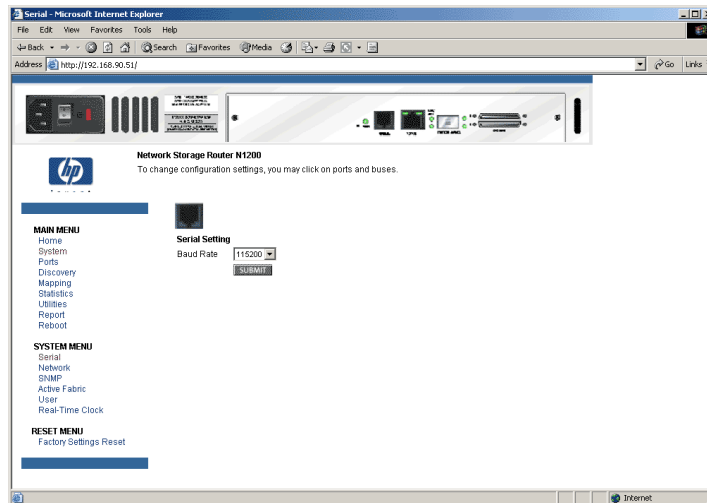 Serial - Microsoft Internet Explorer
File Edit View Favorites Tools Help
Back Search Favorites Media
Address http://192.168.90.51/ Go Links
hp
Network Storage Router N1200
To change configuration settings, you may click on ports and buses.
MAIN MENU
Home
System
Ports
Discovery
Mapping
Statistics
Utilities
Report
Reboot
Serial Setting
Baud Rate 115200
SUBMIT
SYSTEM MENU
Serial
Network
SNMP
Active Fabric
User
Real-Time Clock
RESET MENU
Factory Settings Reset
Internet